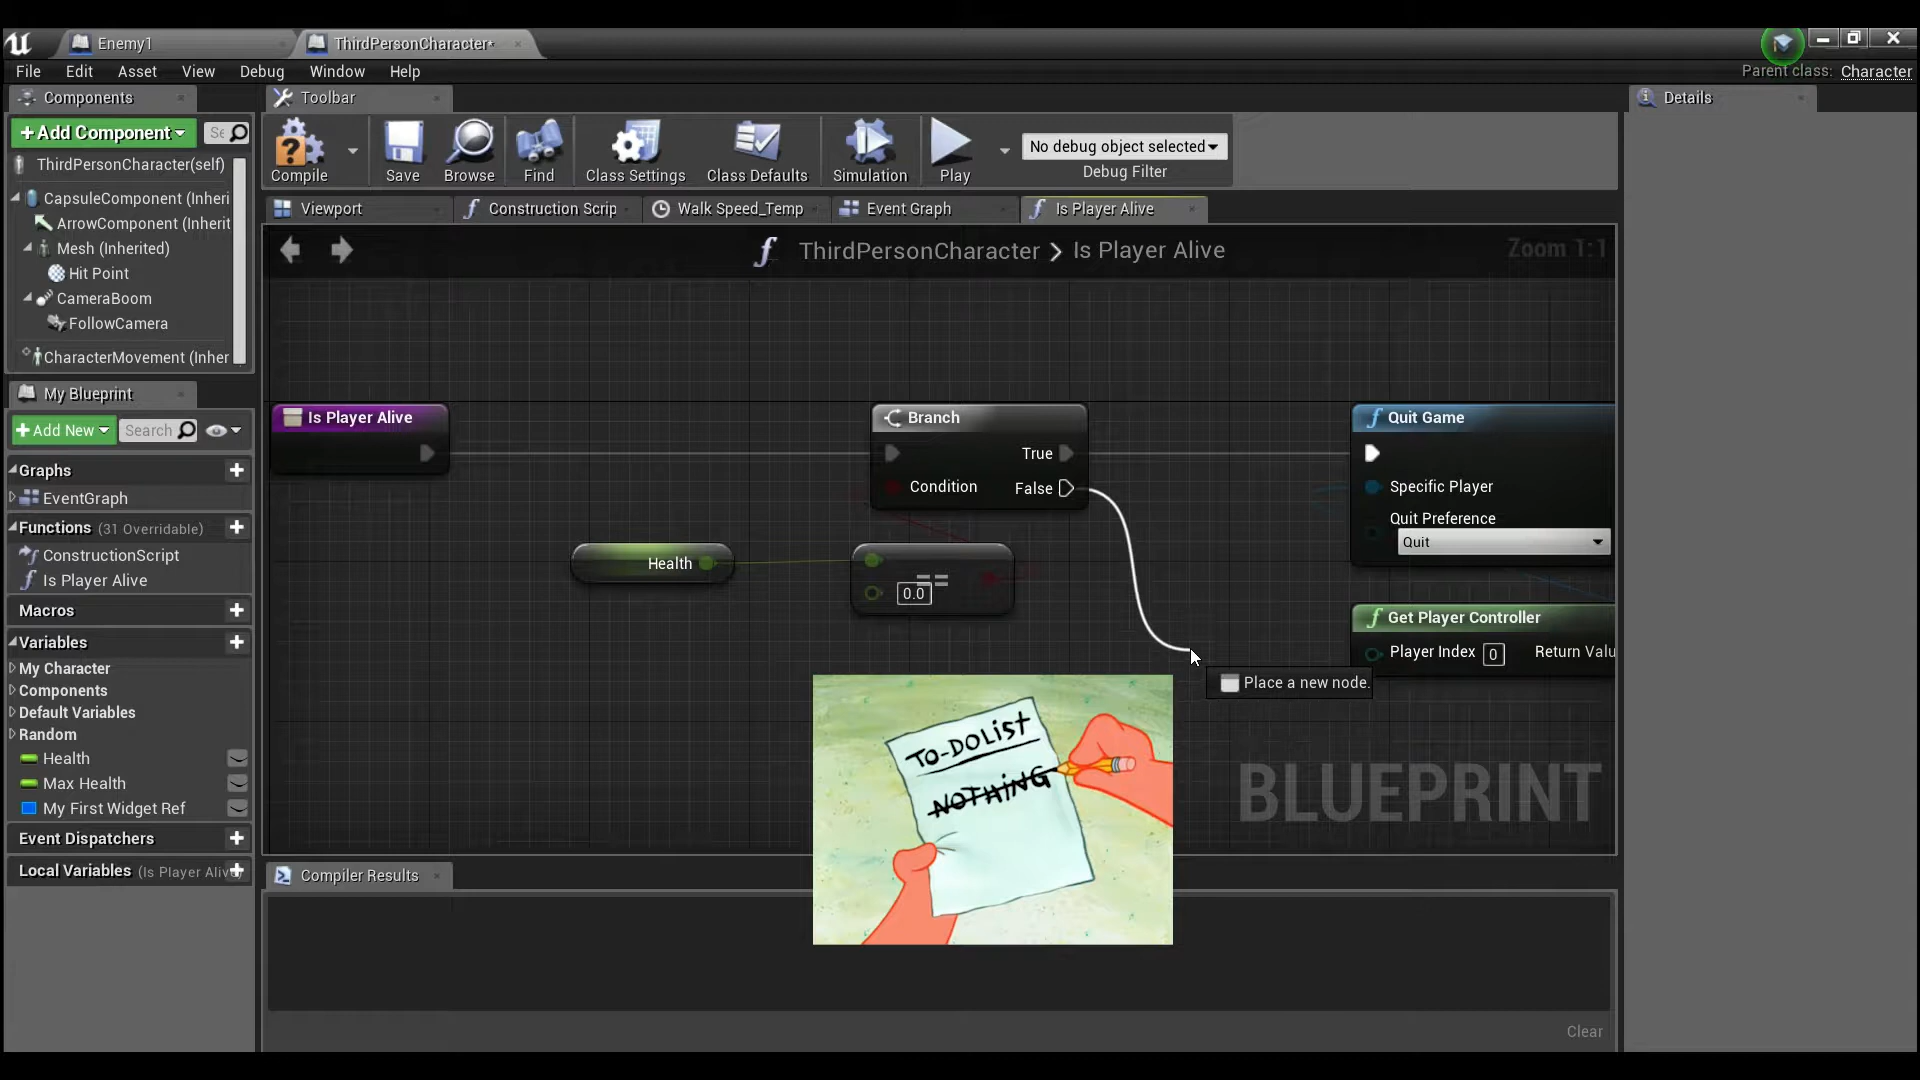 Enemy1
ThirdPersonCharacter*
File Edit Asset View Debug Window Help
Parent class: Character
Components
Toolbar
Details
+Add Component
Se
ThirdPersonCharacter(self)
CapsuleComponent (Inheri
ArrowComponent (Inherit
Mesh (Inherited)
Hit Point
CameraBoom
FollowCamera
CharacterMovement (Inher
Compile
Save
Browse
Find
Class Settings
Class Defaults
Simulation
Play
No debug object selected
Debug Filter
Viewport
Construction Scrip
Walk Speed_Temp
Event Graph
Is Player Alive
ThirdPersonCharacter > Is Player Alive
Zoom 1:1
My Blueprint
+Add New
Search
Graphs
EventGraph
Functions (31 Overridable)
ConstructionScript
Is Player Alive
Macros
Variables
My Character
Components
Default Variables
Random
Health
Max Health
My First Widget Ref
Event Dispatchers
Local Variables (Is Player Aliv
Is Player Alive
Branch
True
Condition
False
Health
==
0.0
Quit Game
Specific Player
Quit Preference
Quit
Get Player Controller
Player Index 0
Return Valu
Place a new node.
TO-DO LIST
NOTHING
BLUEPRINT
Compiler Results
Clear